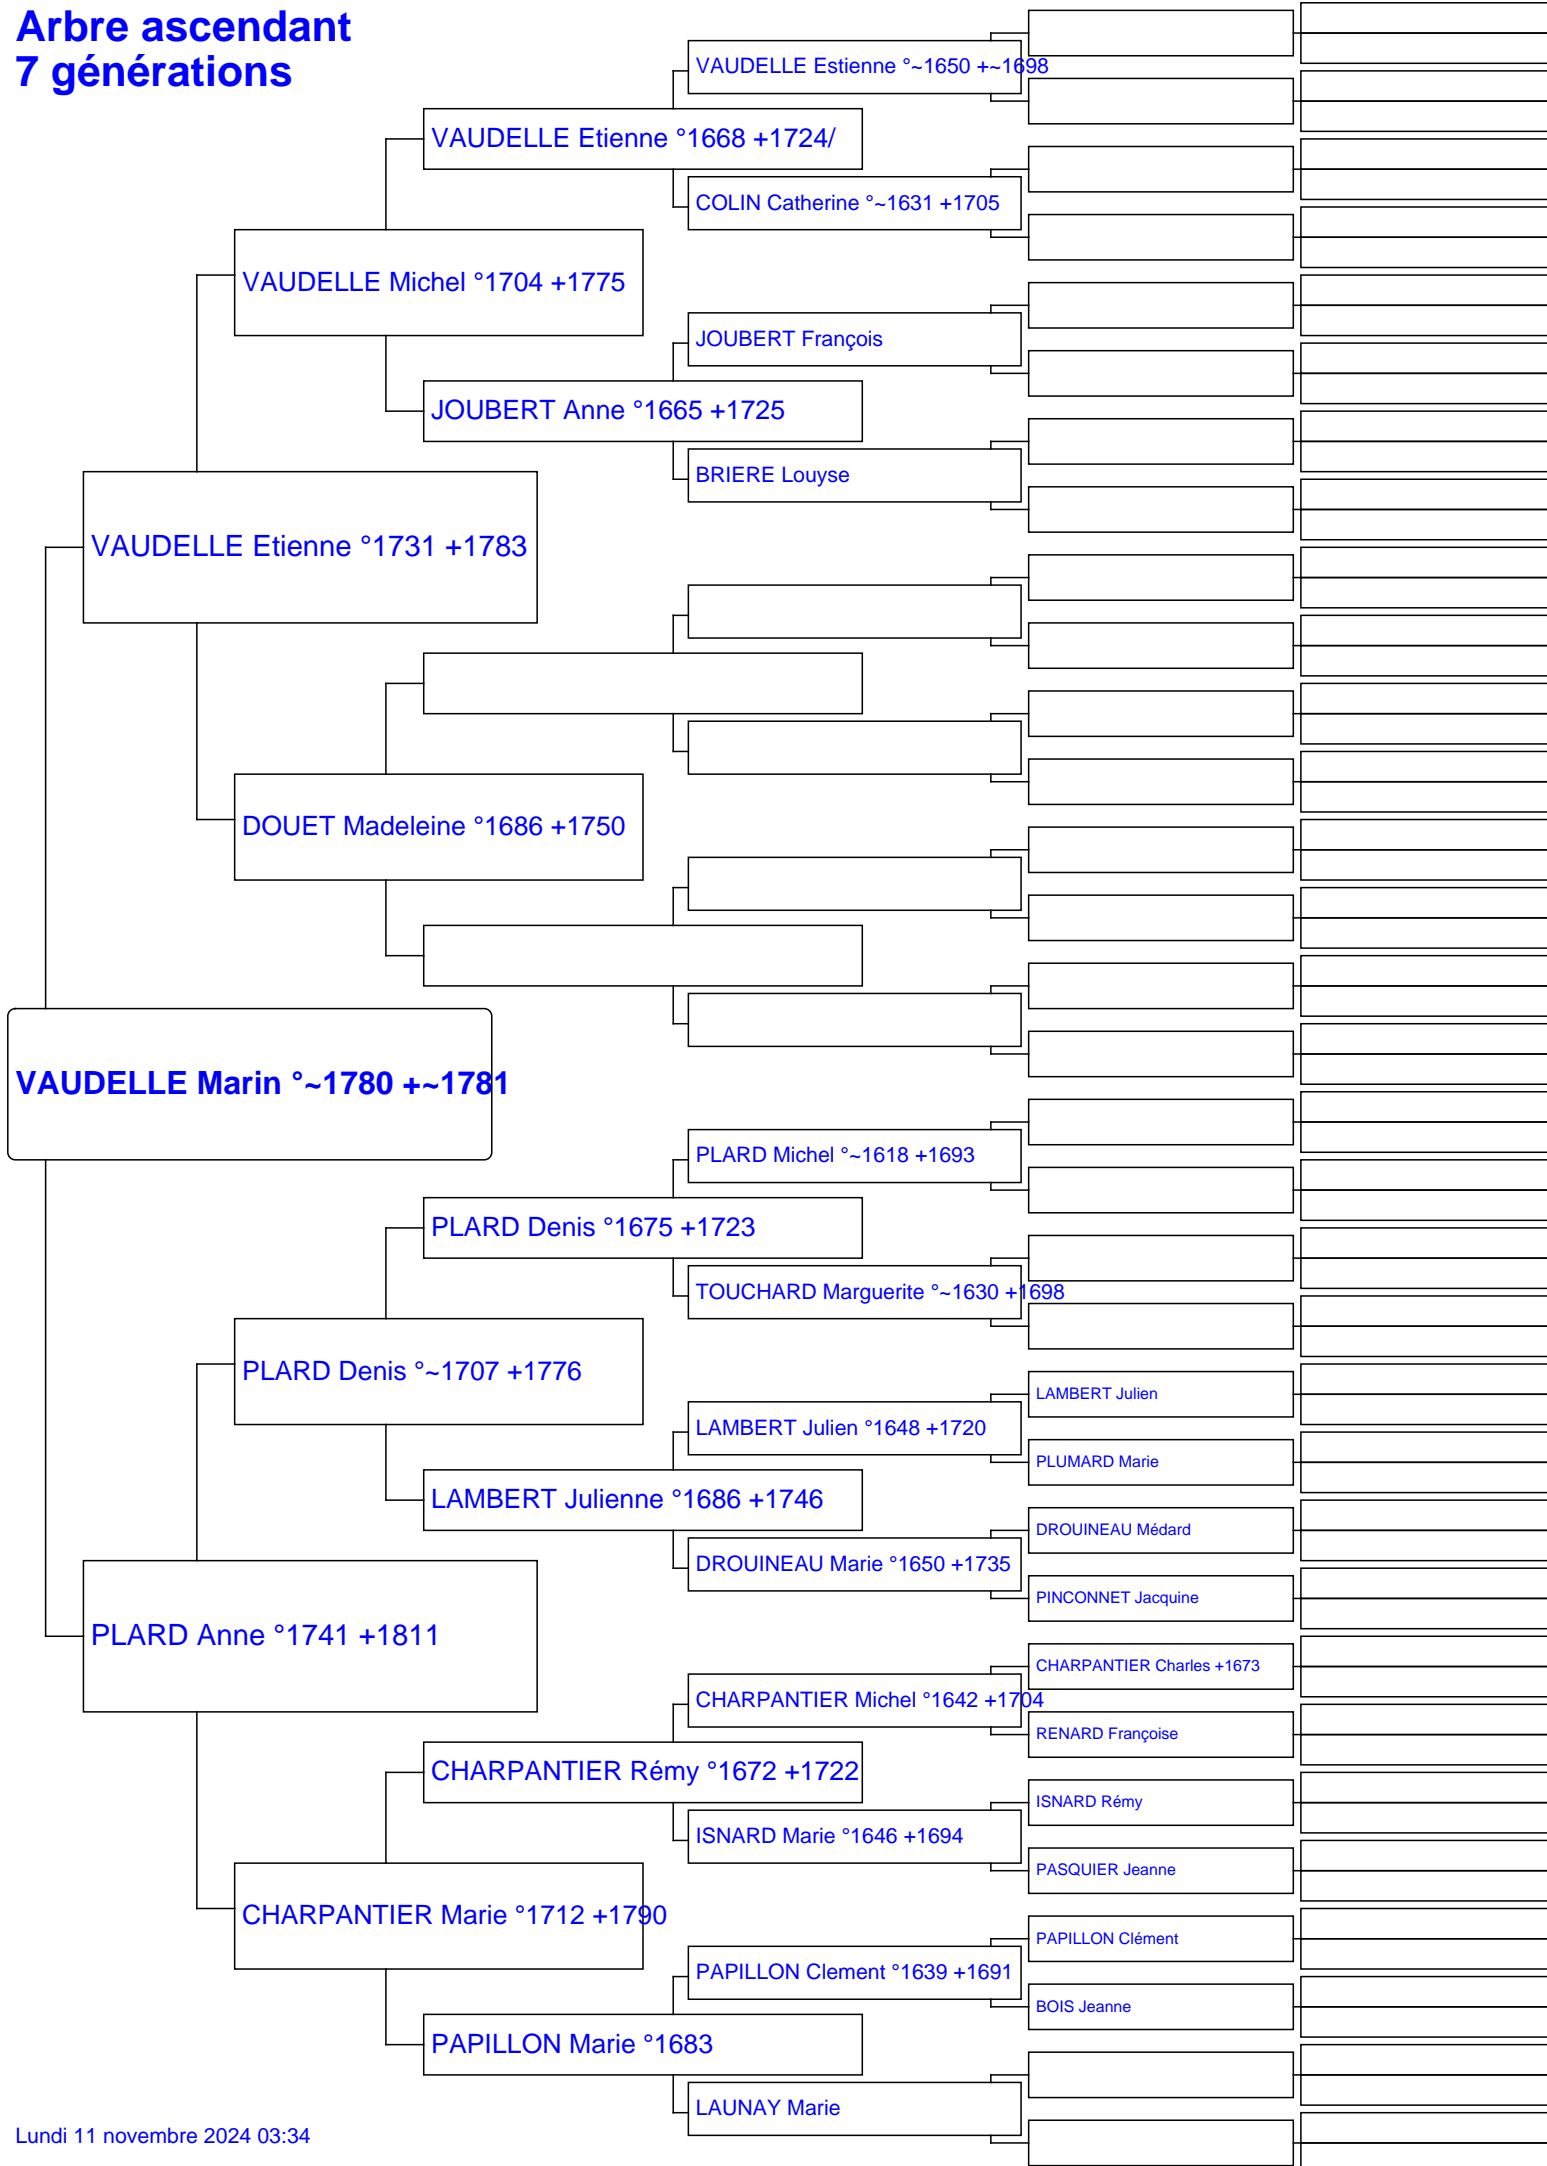 Arbre ascendant
7 générations
VAUDELLE Estienne °~1650 +~1698
VAUDELLE Etienne °1668 +1724/
COLIN Catherine °~1631 +1705
VAUDELLE Michel °1704 +1775
JOUBERT François
JOUBERT Anne °1665 +1725
BRIERE Louyse
VAUDELLE Etienne °1731 +1783
DOUET Madeleine °1686 +1750
VAUDELLE Marin °~1780 +~1781
PLARD Michel °~1618 +1693
PLARD Denis °1675 +1723
TOUCHARD Marguerite °~1630 +1698
PLARD Denis °~1707 +1776
LAMBERT Julien
LAMBERT Julien °1648 +1720
PLUMARD Marie
LAMBERT Julienne °1686 +1746
DROUINEAU Médard
DROUINEAU Marie °1650 +1735
PINCONNET Jacquine
PLARD Anne °1741 +1811
CHARPANTIER Charles +1673
CHARPANTIER Michel °1642 +1704
RENARD Françoise
CHARPANTIER Rémy °1672 +1722
ISNARD Rémy
ISNARD Marie °1646 +1694
PASQUIER Jeanne
CHARPANTIER Marie °1712 +1790
PAPILLON Clément
PAPILLON Clement °1639 +1691
BOIS Jeanne
PAPILLON Marie °1683
LAUNAY Marie
Lundi 11 novembre 2024 03:34